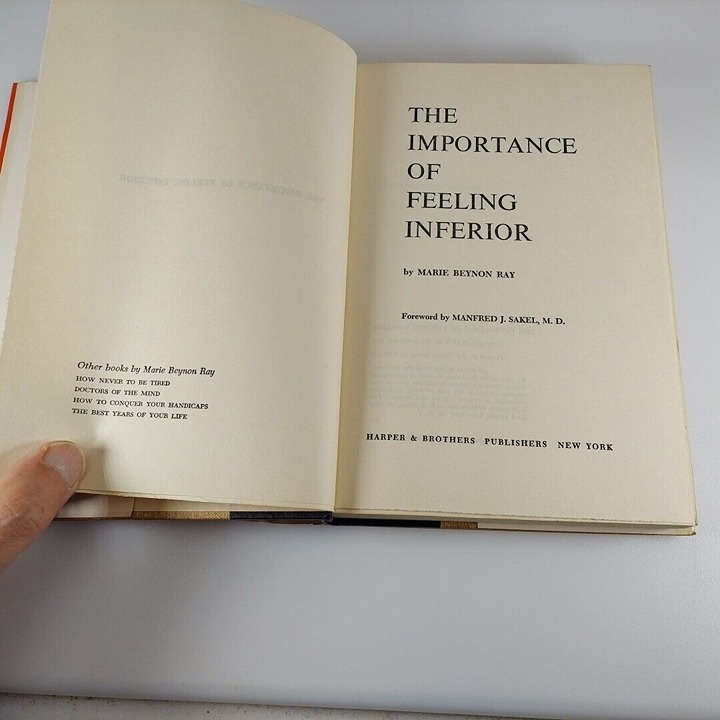 Other books by Marie Beynon Ray
HOW NEVER TO BE TIRED
DOCTORS OF THE MIND
HOW TO CONQUER YOUR HANDICAPS
THE BEST YEARS OF YOUR LIFE
THE
IMPORTANCE
OF
FEELING
INFERIOR
by MARIE BEYNON RAY
Foreword by MANFRED J. SAKEL, M. D.
HARPER & BROTHERS PUBLISHERS NEW YORK